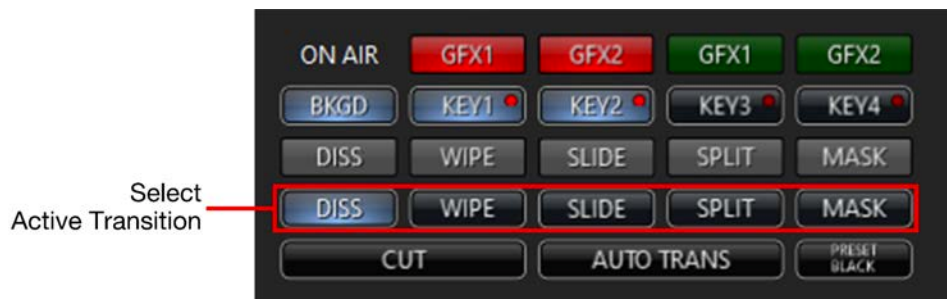 ON AIR GFX1 GFX2 GFX1 GFX2
BKGD KEY1 KEY2 KEY3 KEY4
DISS WIPE SLIDE SPLIT MASK
Select
Active Transition
DISS WIPE SLIDE SPLIT MASK
CUT AUTO TRANS PRESET
BLACK